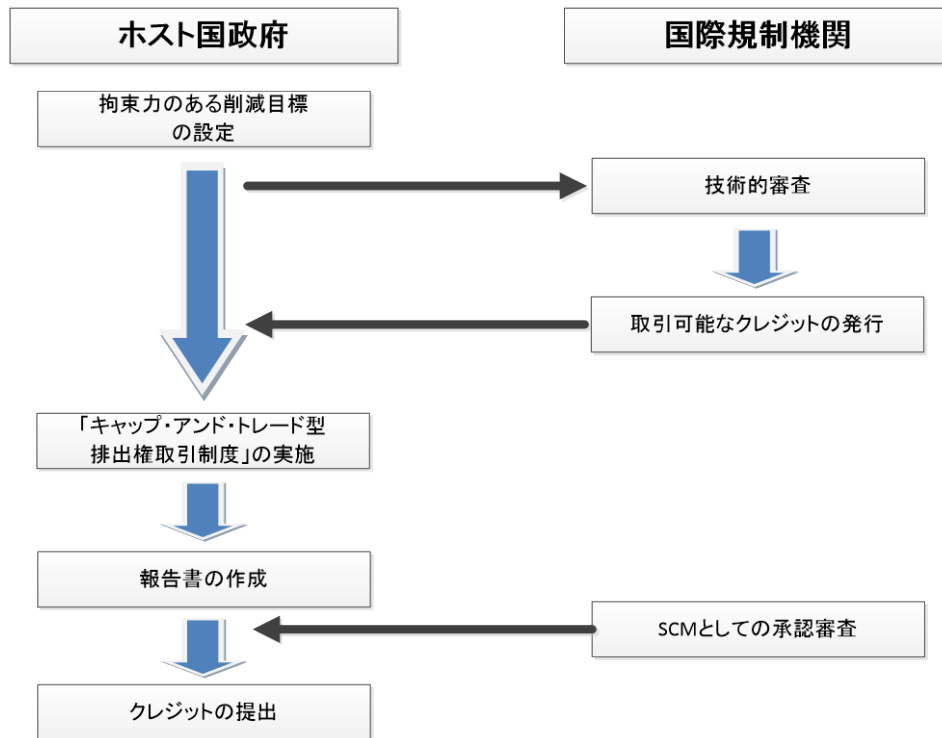 ホスト国政府
国際規制機関
拘束力のある削減目標
の設定
技術的審査
取引可能なクレジットの発行
「キャップ・アンド・トレード型
排出権取引制度」の実施
報告書の作成
SCMとしての承認審査
クレジットの提出